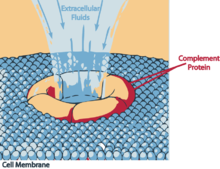 Extracellular
Fluids
Complement
Protein
Cell Membrane